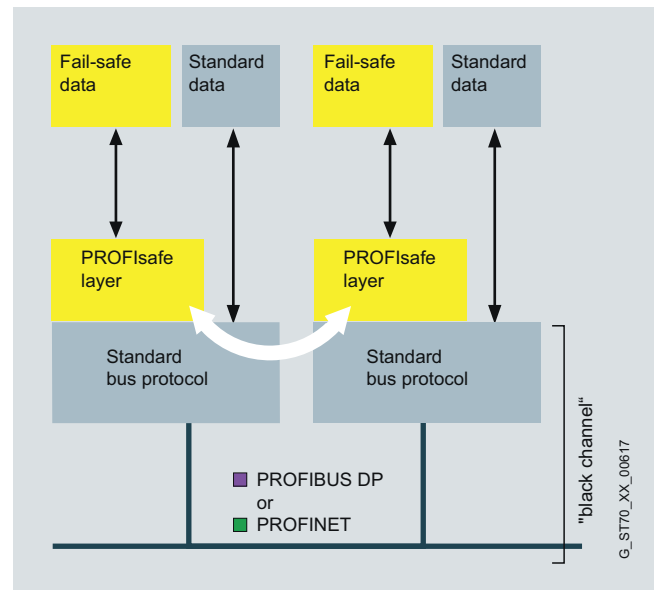 Fail-safe
data
Standard
data
Fail-safe
data
Standard
data
PROFIsafe
layer
PROFIsafe
layer
Standard
bus protocol
Standard
bus protocol
PROFIBUS DP
or
PROFINET
"black channel“
G_ST70_XX_00617